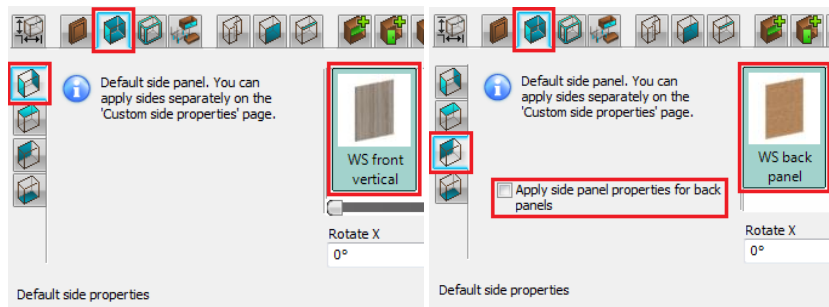 Default side panel. You can
apply sides separately on the
'Custom side properties' page.
WS front
vertical
Rotate X
0°
Default side properties
Default side panel. You can
apply sides separately on the
'Custom side properties' page.
WS back
panel
Apply side panel properties for back
panels
Rotate X
0°
Default side properties